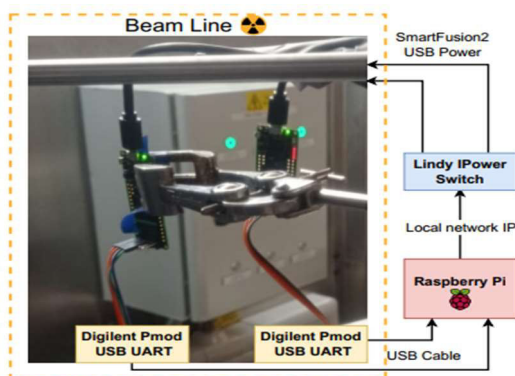 Beam Line
SmartFusion2
USB Power
Lindy IPower
Switch
Local network IP
Raspberry Pi
Digilent Pmod
USB UART
Digilent Pmod
USB UART
USB Cable